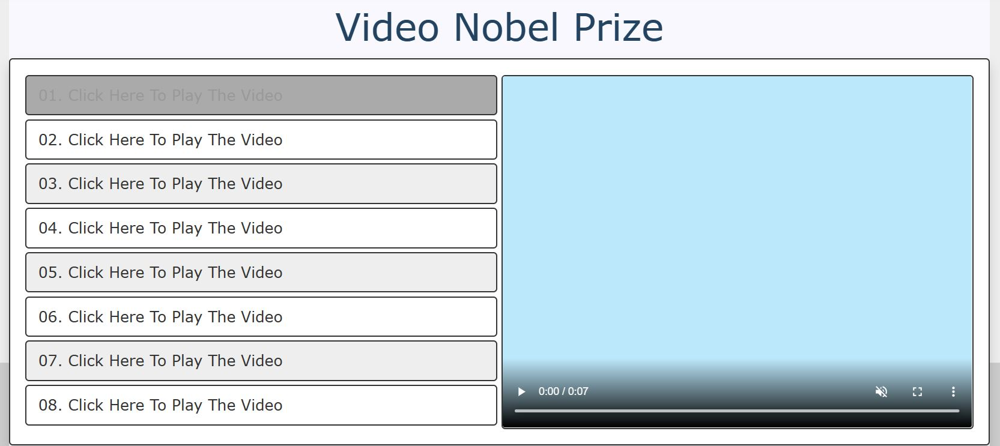 Video Nobel Prize
01. Click Here To Play The Video
02. Click Here To Play The Video
03. Click Here To Play The Video
04. Click Here To Play The Video
05. Click Here To Play The Video
06. Click Here To Play The Video
07. Click Here To Play The Video
08. Click Here To Play The Video
0:00 / 0:07